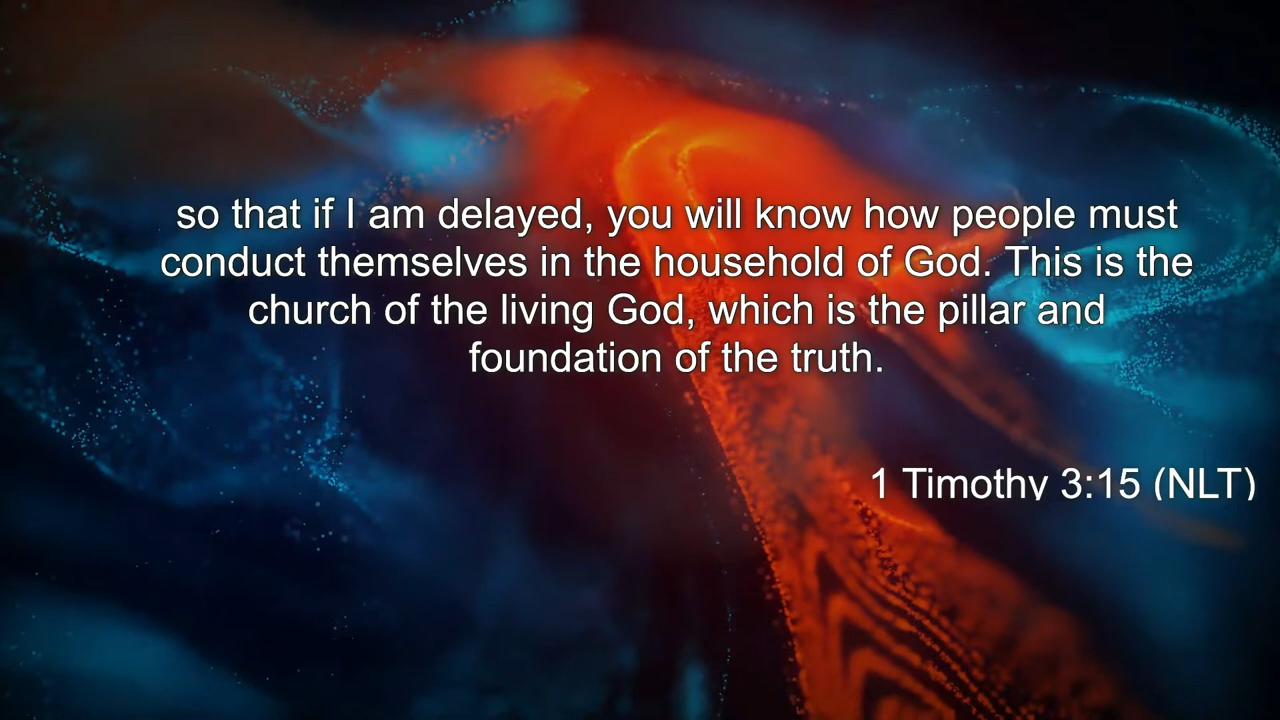 so that if I am delayed, you will know how people must
conduct themselves in the household of God. This is the
church of the living God, which is the pillar and
foundation of the truth.
1 Timothy 3:15 (NLT)